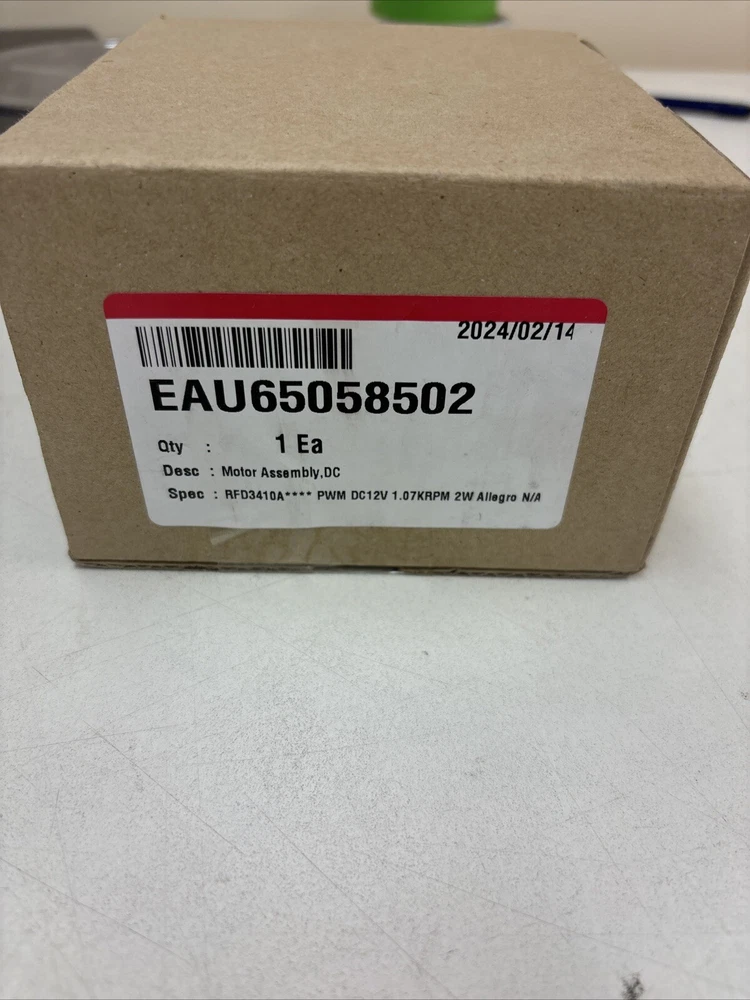 2024/02/14
EAU65058502
Qty : 1 Ea
Desc : Motor Assembly,DC
Spec : RFD3410A**** PWM DC12V 1.07KRPM 2W Allegro N/A